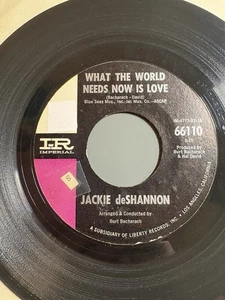 WHAT THE WORLD
NEEDS NOW IS LOVE
(Bacharach - David)
Blue Seas Mus., Inc.-Jac Mus. Co.-ASCAP
66110
Produced by
Burt Bacharach
& Hal David
IR
IMPERIAL
JACKIE deSHANNON
Arranged & Conducted by
Burt Bacharach
A SUBSIDIARY OF LIBERTY RECORDS, INC., LOS ANGELES, CALIFORNIA